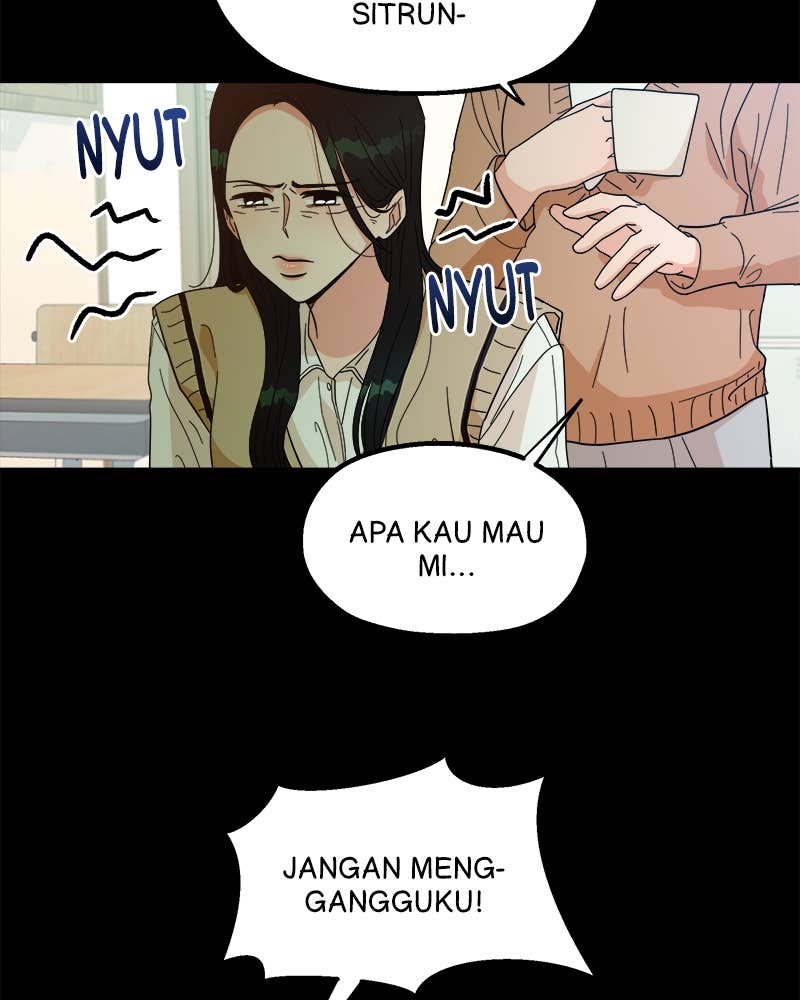 SITRUN-
NYUT
NYUT
APA KAU MAU
MI...
JANGAN MENG-
GANGGUKU!